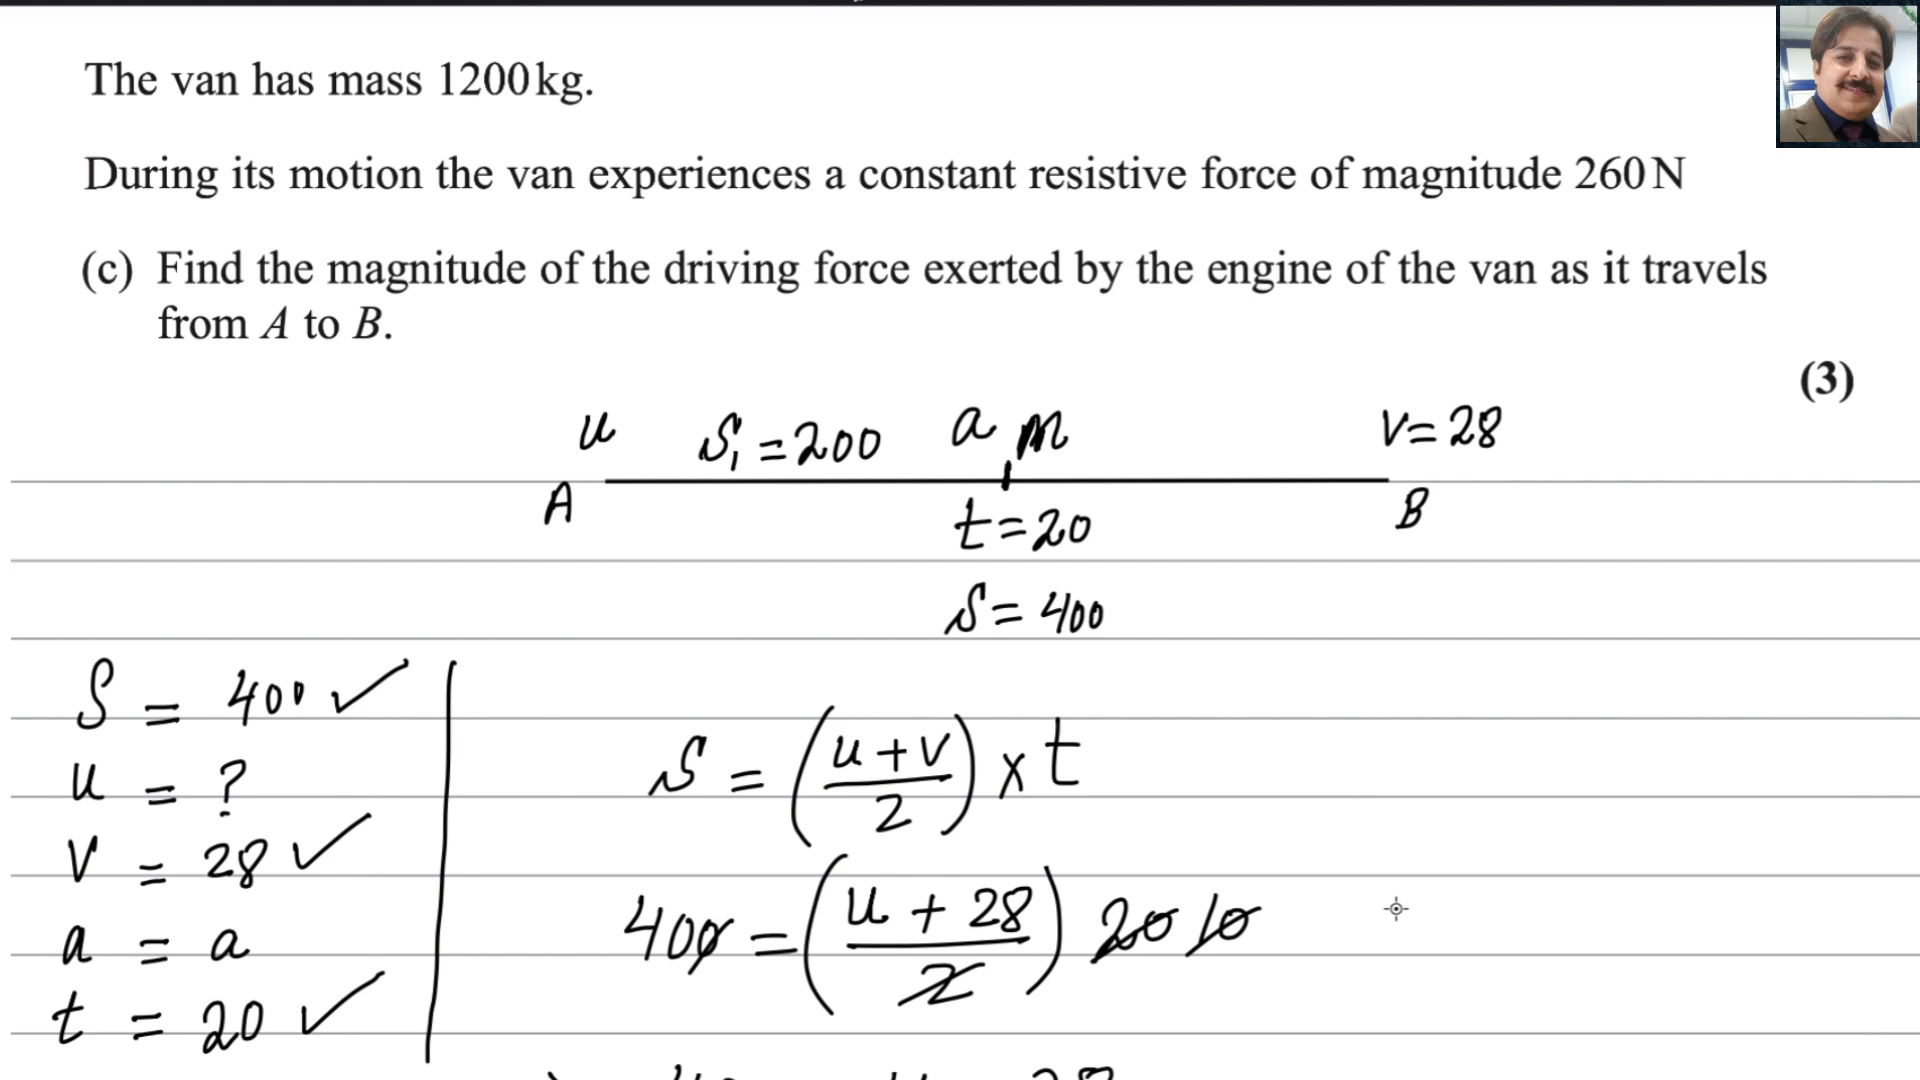 The van has mass 1200 kg.
During its motion the van experiences a constant resistive force of magnitude 260 N
(c) Find the magnitude of the driving force exerted by the engine of the van as it travels
from A to B.
(3)
u S₁ = 200 a m V = 28
A B
t = 20
S = 400
S = 400 ✓
u = ?
V = 28 ✓
a = a
t = 20 ✓
S = (u + v / 2) × t
400 = (u + 28 / 2) 20 10